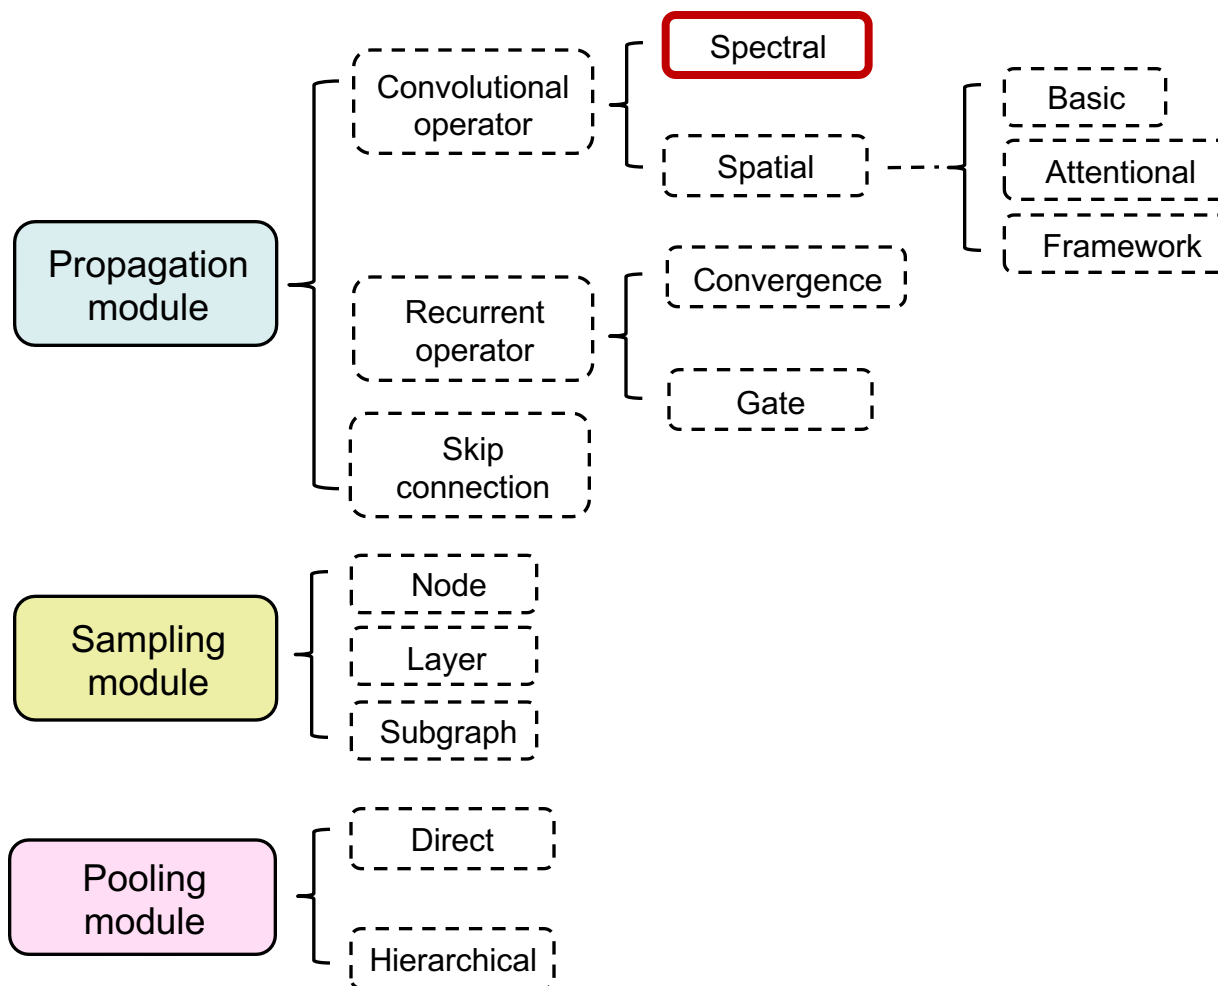 Propagation
module
Convolutional
operator
Spectral
Spatial
Basic
Attentional
Framework
Recurrent
operator
Convergence
Gate
Skip
connection
Sampling
module
Node
Layer
Subgraph
Pooling
module
Direct
Hierarchical